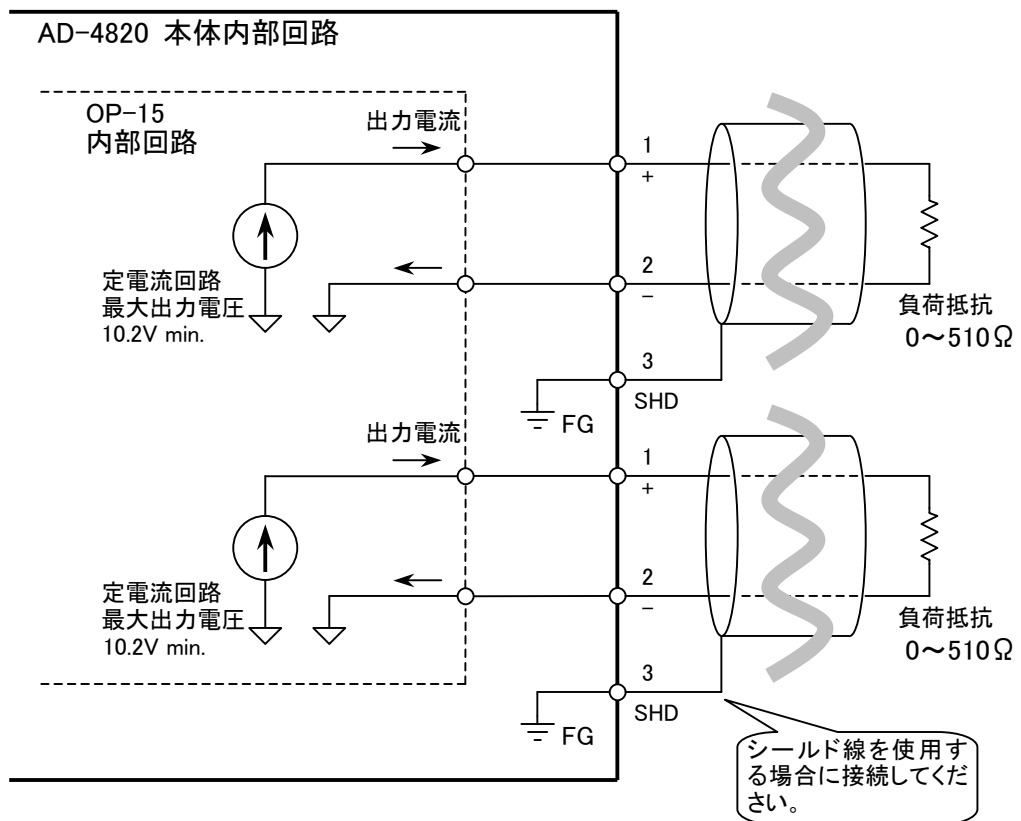 AD-4820 本体内部回路
OP-15
内部回路
出力電流
1
+
2
-
定電流回路
最大出力電圧
10.2V min.
負荷抵抗
0～510Ω
3
SHD
FG
出力電流
1
+
2
-
定電流回路
最大出力電圧
10.2V min.
負荷抵抗
0～510Ω
3
SHD
FG
シールド線を使用す
る場合に接続してくだ
さい。